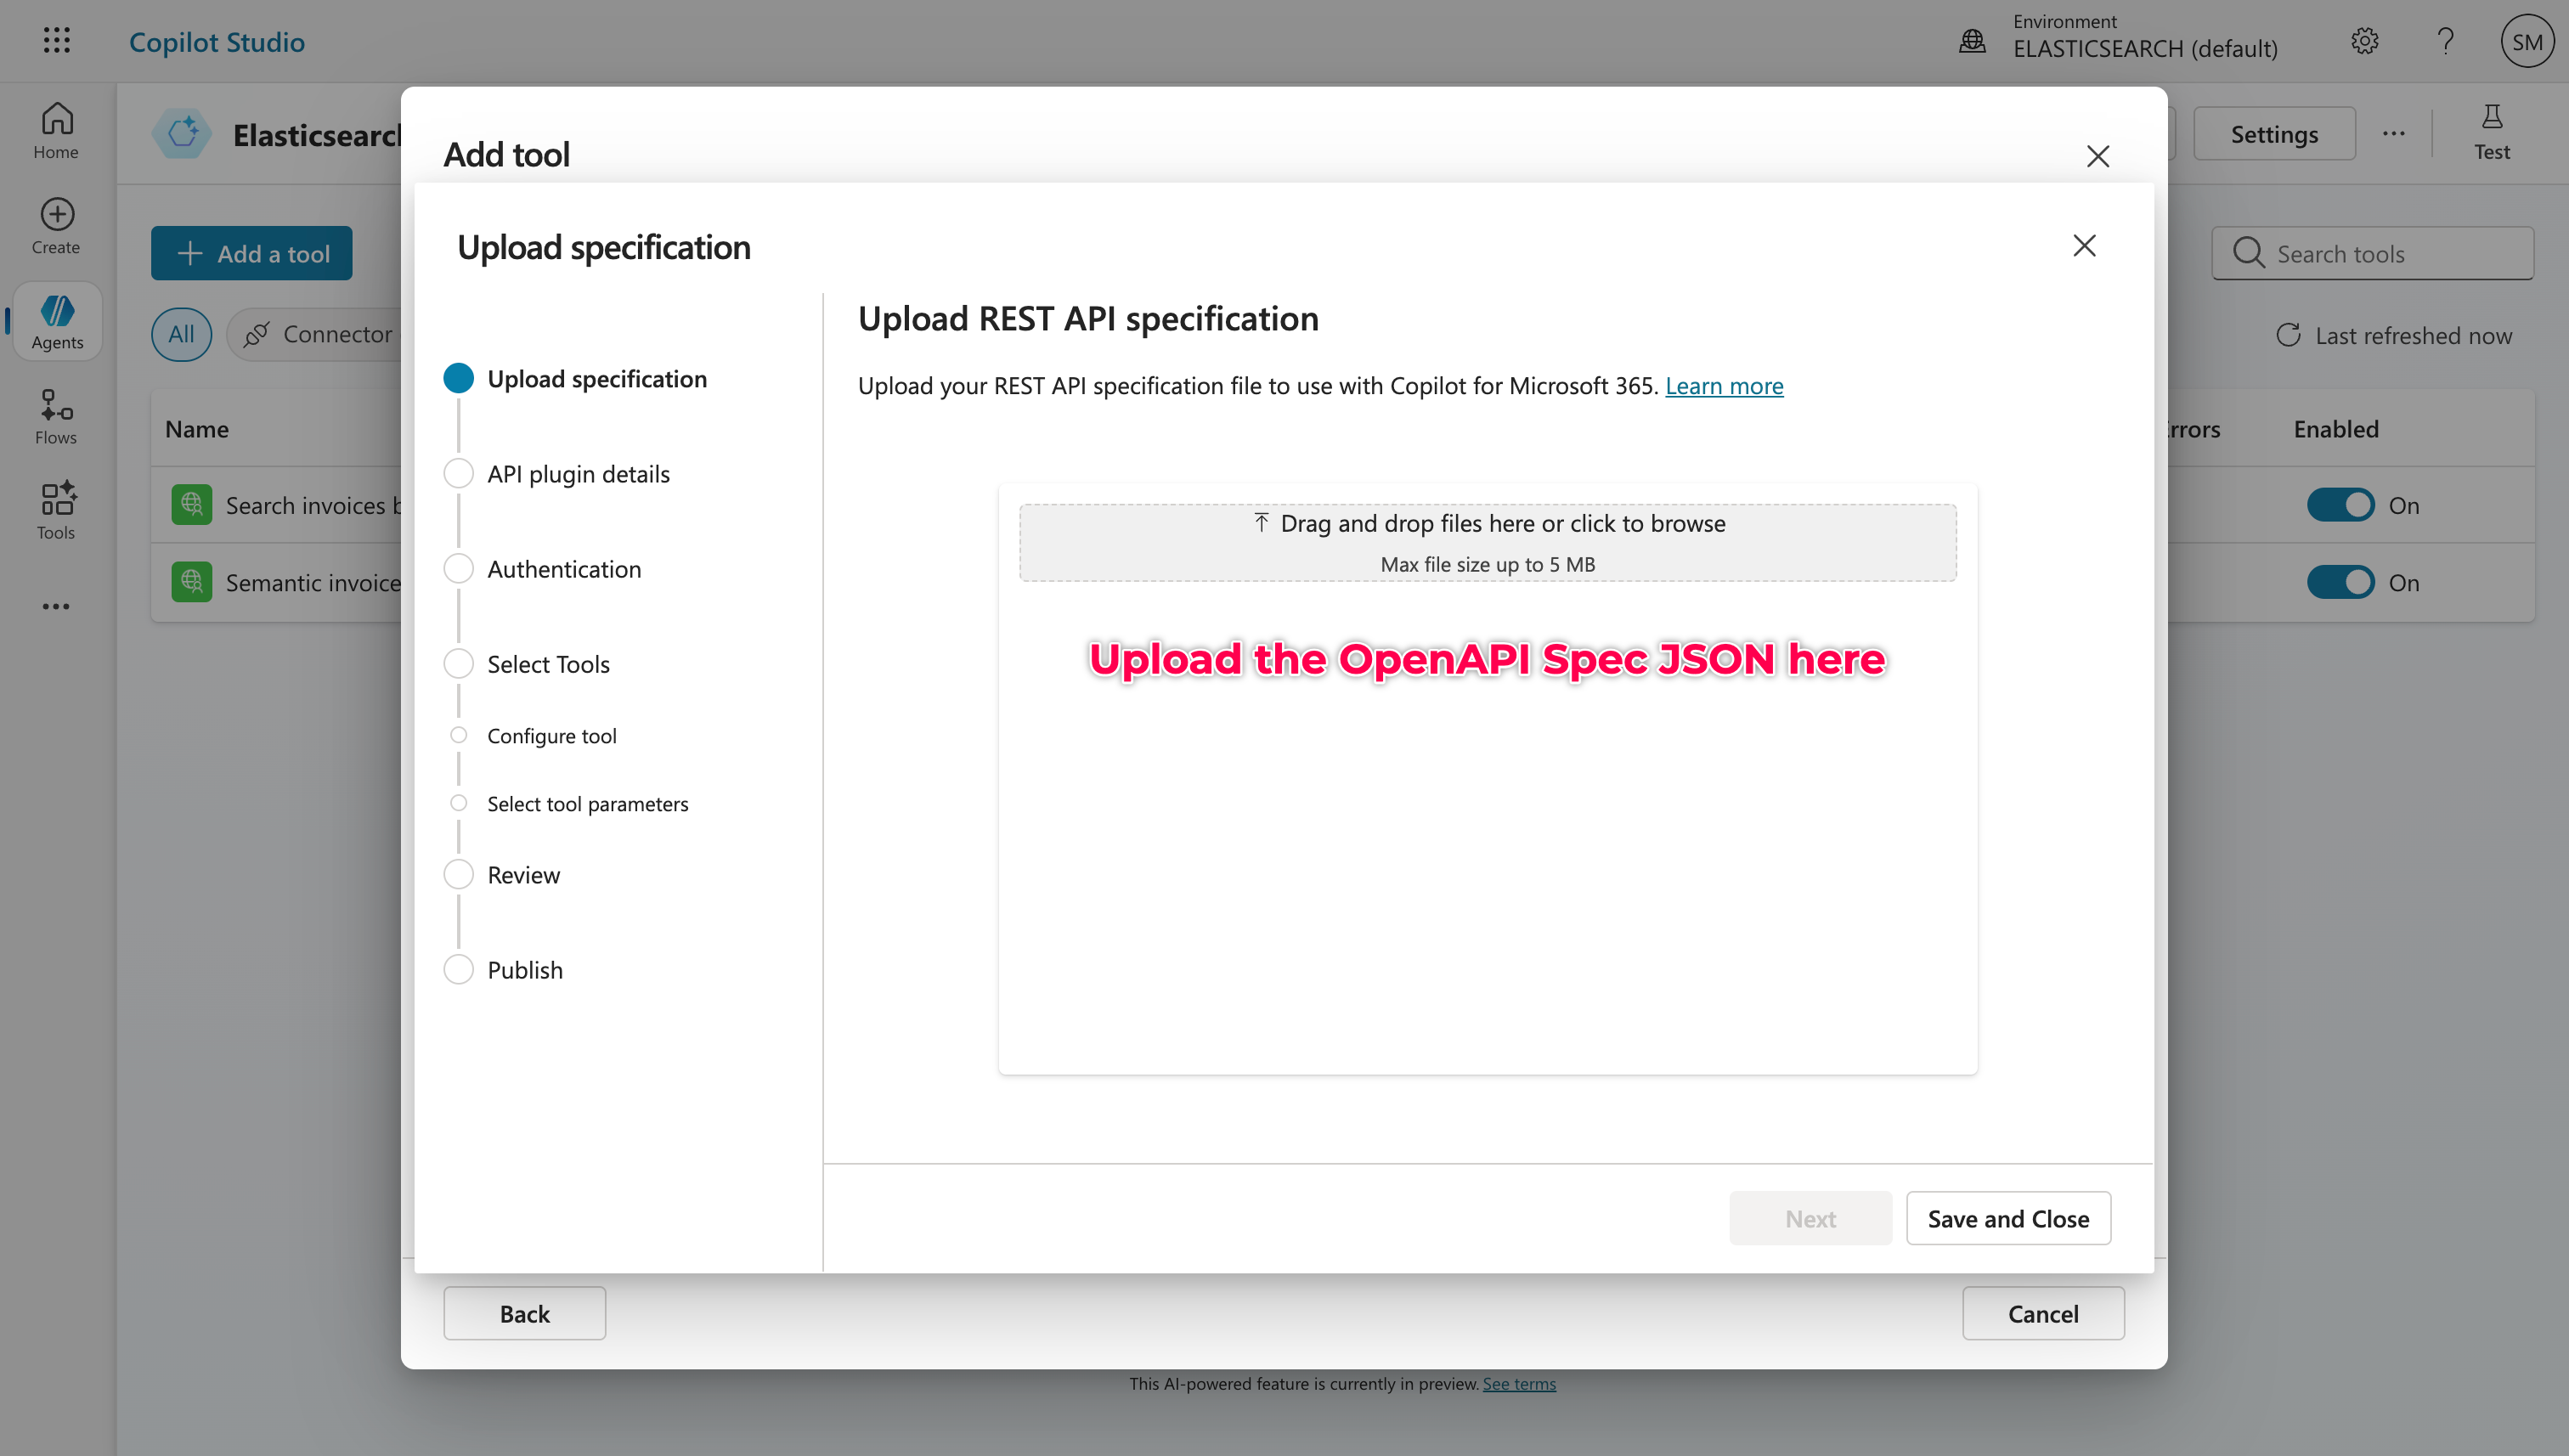 Copilot Studio
Environment
ELASTICSEARCH (default)
SM
Home
Create
Agents
Flows
Tools
Elasticsearch
Settings
Test
Add a tool
Search tools
All
Connector
Last refreshed now
Name
Errors
Enabled
Search invoices
On
Semantic invoice
On
Add tool
Upload specification
Upload specification
API plugin details
Authentication
Select Tools
Configure tool
Select tool parameters
Review
Publish
Upload REST API specification
Upload your REST API specification file to use with Copilot for Microsoft 365. Learn more
Drag and drop files here or click to browse
Max file size up to 5 MB
Upload the OpenAPI Spec JSON here
Next
Save and Close
Back
Cancel
This AI-powered feature is currently in preview. See terms